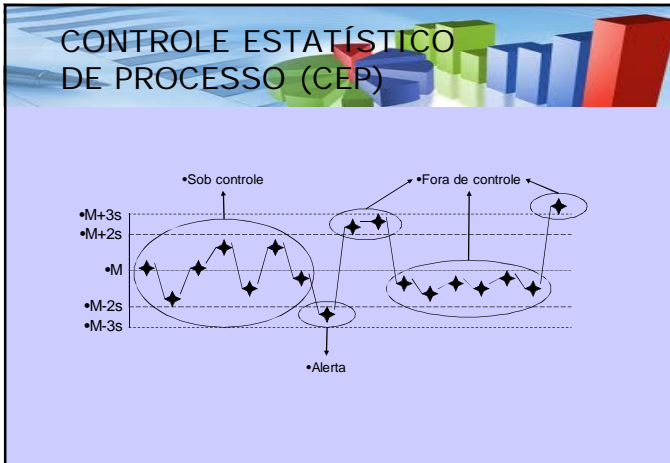 CONTROLE ESTATÍSTICO
DE PROCESSO (CEP)
•Sob controle
•Fora de controle
•M+3s
•M+2s
•M
•M-2s
•M-3s
•Alerta